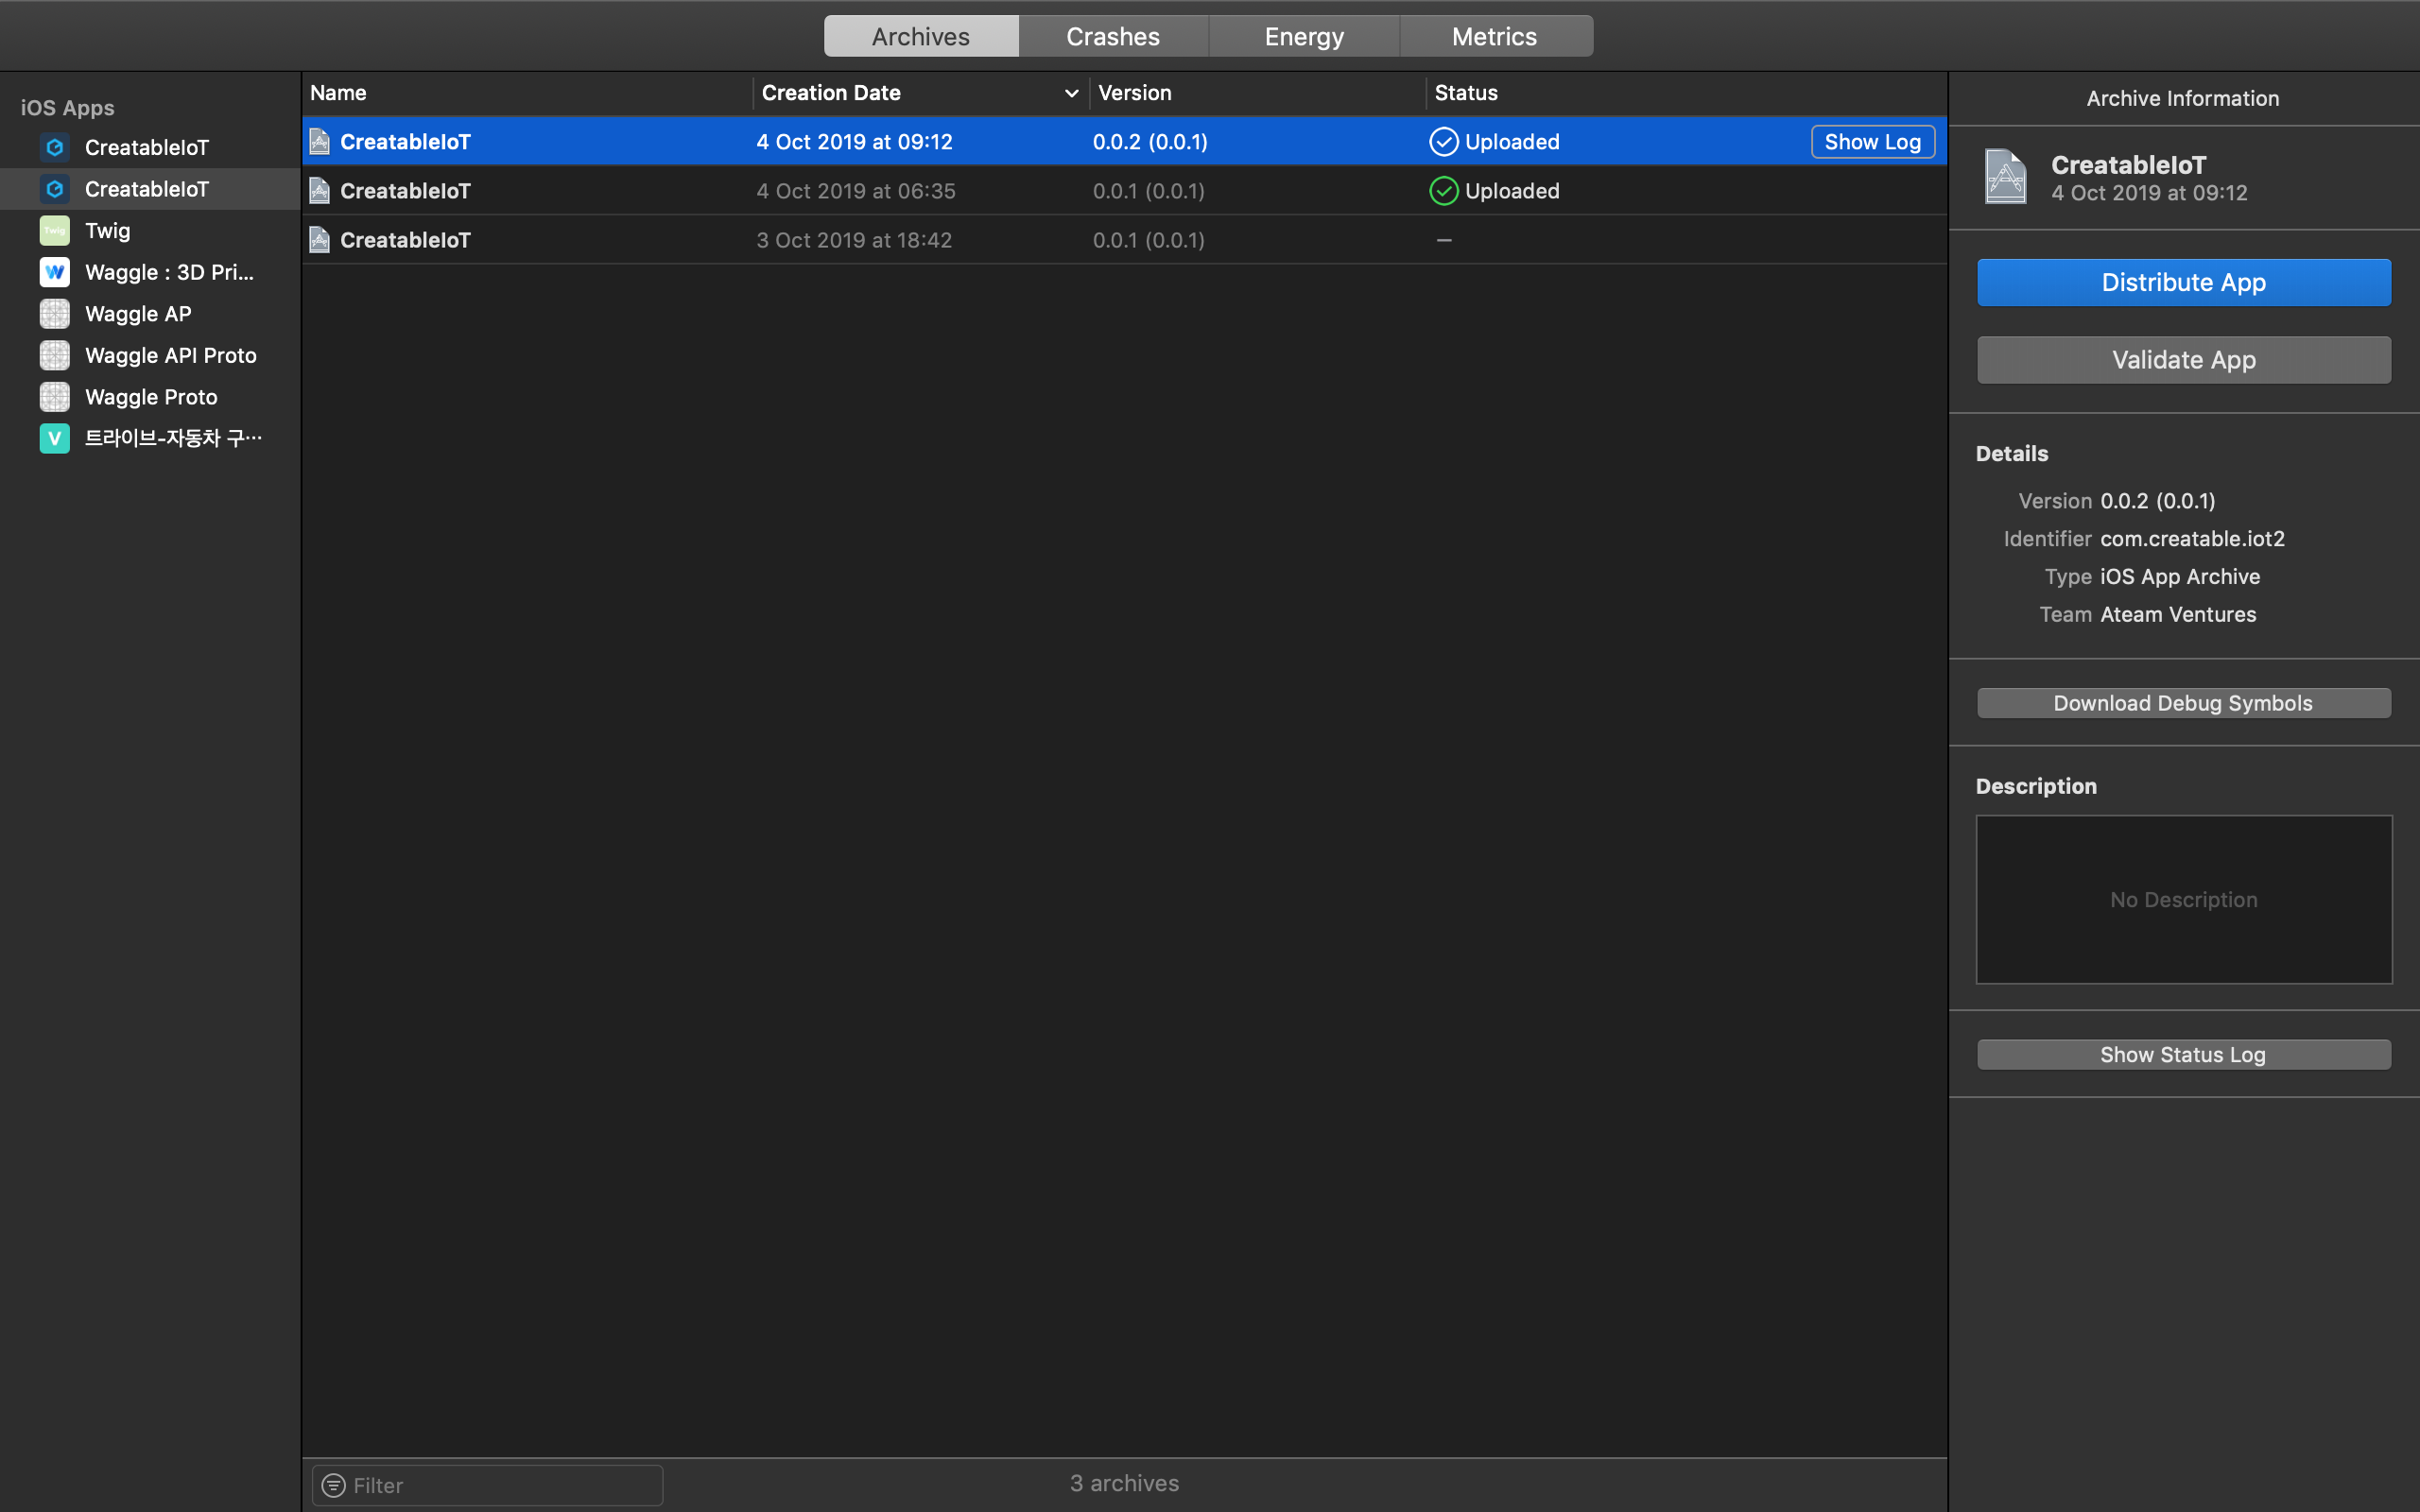 Archives Crashes Energy Metrics
iOS Apps
CreatableIoT
CreatableIoT
Twig
Twig
W Waggle : 3D Pri...
Waggle AP
Waggle API Proto
Waggle Proto
V 트라이브-자동차 구...
Name Creation Date Version Status
CreatableIoT 4 Oct 2019 at 09:12 0.0.2 (0.0.1) Uploaded Show Log
CreatableIoT 4 Oct 2019 at 06:35 0.0.1 (0.0.1) Uploaded
CreatableIoT 3 Oct 2019 at 18:42 0.0.1 (0.0.1) –
Filter
3 archives
Archive Information
CreatableIoT
4 Oct 2019 at 09:12
Distribute App
Validate App
Details
Version 0.0.2 (0.0.1)
Identifier com.creatable.iot2
Type iOS App Archive
Team Ateam Ventures
Download Debug Symbols
Description
No Description
Show Status Log